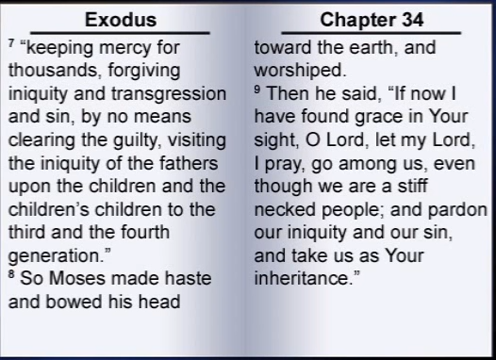 Exodus
7 "keeping mercy for
thousands, forgiving
iniquity and transgression
and sin, by no means
clearing the guilty, visiting
the iniquity of the fathers
upon the children and the
children's children to the
third and the fourth
generation."
8 So Moses made haste
and bowed his head
Chapter 34
toward the earth, and
worshiped.
9 Then he said, "If now I
have found grace in Your
sight, O Lord, let my Lord,
I pray, go among us, even
though we are a stiff
necked people; and pardon
our iniquity and our sin,
and take us as Your
inheritance."